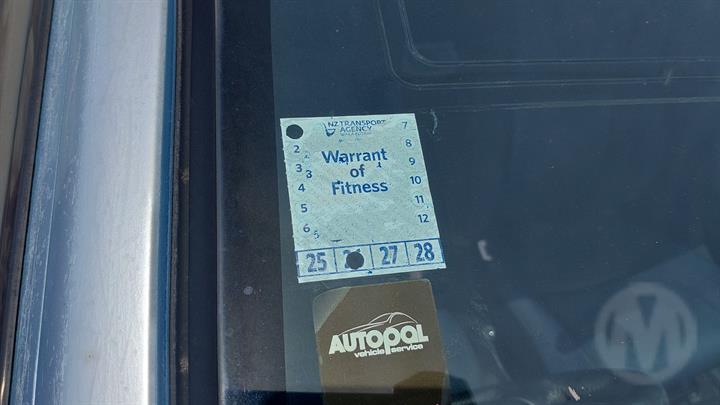 NZ TRANSPORT
AGENCY
Warrant
of
Fitness
2
3
4
5
6
7
8
9
10
11
12
25
27
28
AUTOPOL
vehicle service
M